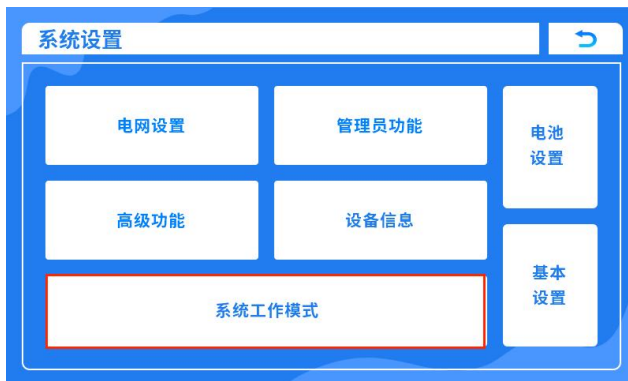 系统设置
电网设置
管理员功能
电池
设置
高级功能
设备信息
基本
设置
系统工作模式